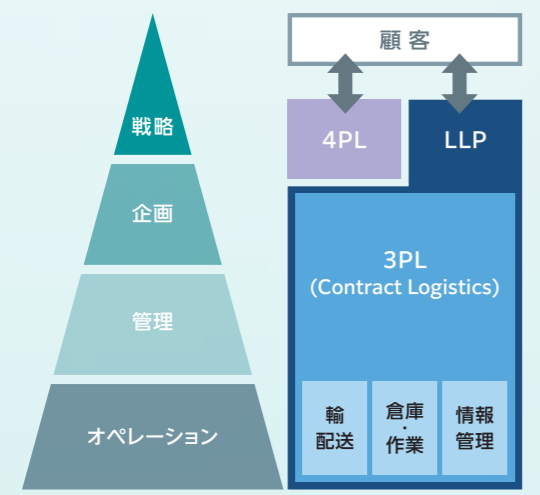 戦略
企画
管理
オペレーション
顧客
4PL
LLP
3PL
(Contract Logistics)
輸
配送
倉庫
・
作業
情報
管理